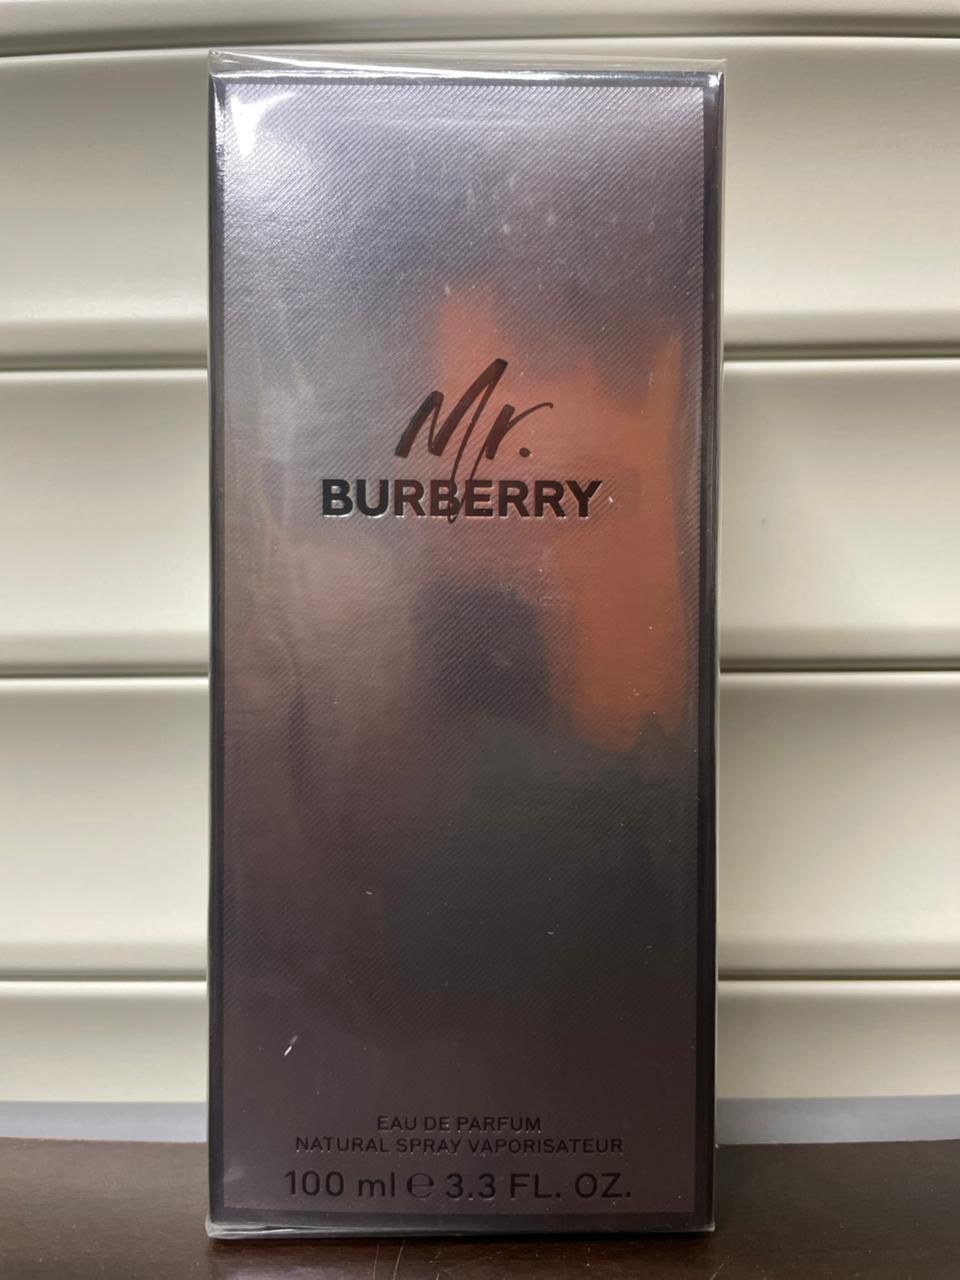 Mr.
BURBERRY
EAU DE PARFUM
NATURAL SPRAY VAPORISATEUR
100 ml ℮ 3.3 FL. OZ.